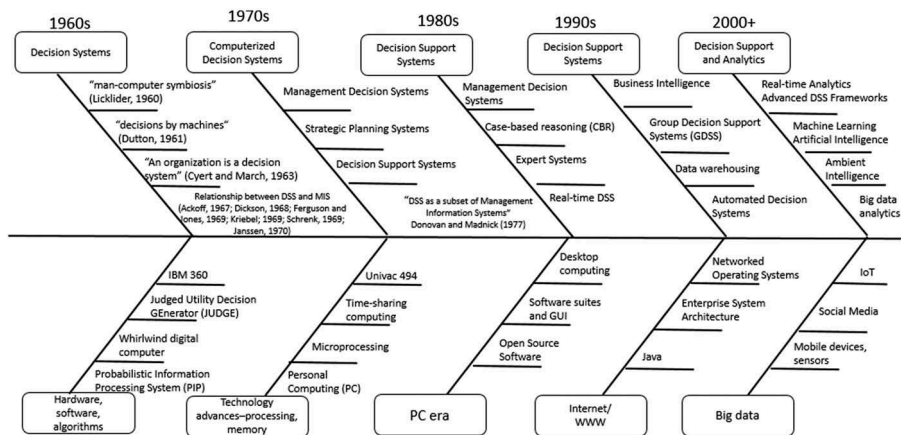 1960s
1970s
1980s
1990s
2000+
Decision Systems
Computerized
Decision Systems
Decision Support
Systems
Decision Support
Systems
Decision Support
and Analytics
“man-computer symbiosis”
(Licklider, 1960)
“decisions by machines”
(Dutton, 1961)
“An organization is a decision
system” (Cyert and March, 1963)
Relationship between DSS and MIS
(Ackoff, 1967; Dickson, 1968; Ferguson and
Jones, 1969; Kriebel; 1969; Schrenk, 1969;
Janssen, 1970)
Management Decision Systems
Strategic Planning Systems
Decision Support Systems
“DSS as a subset of Management
Information Systems”
Donovan and Madnick (1977)
Management Decision
Systems
Case-based reasoning (CBR)
Expert Systems
Real-time DSS
Business Intelligence
Group Decision Support
Systems (GDSS)
Data warehousing
Automated Decision
Systems
Real-time Analytics
Advanced DSS Frameworks
Machine Learning
Artificial Intelligence
Ambient
Intelligence
Big data
analytics
IBM 360
Judged Utility Decision
GEnerator (JUDGE)
Whirlwind digital
computer
Probabilistic Information
Processing System (PIP)
Hardware,
software,
algorithms
Univac 494
Time-sharing
computing
Microprocessing
Personal
Computing (PC)
Technology
advances–processing,
memory
Desktop
computing
Software suites
and GUI
Open Source
Software
PC era
Networked
Operating Systems
Enterprise System
Architecture
Java
Internet/
WWW
IoT
Social Media
Mobile devices,
sensors
Big data